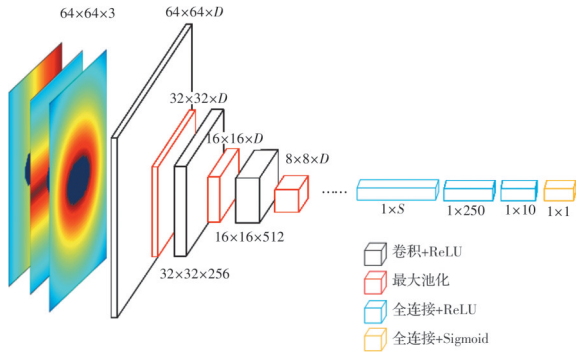 64×64×3
64×64×D
32×32×D
16×16×D
8×8×D
……
1×S
1×250
1×10
1×1
16×16×512
32×32×256
卷积+ReLU
最大池化
全连接+ReLU
全连接+Sigmoid